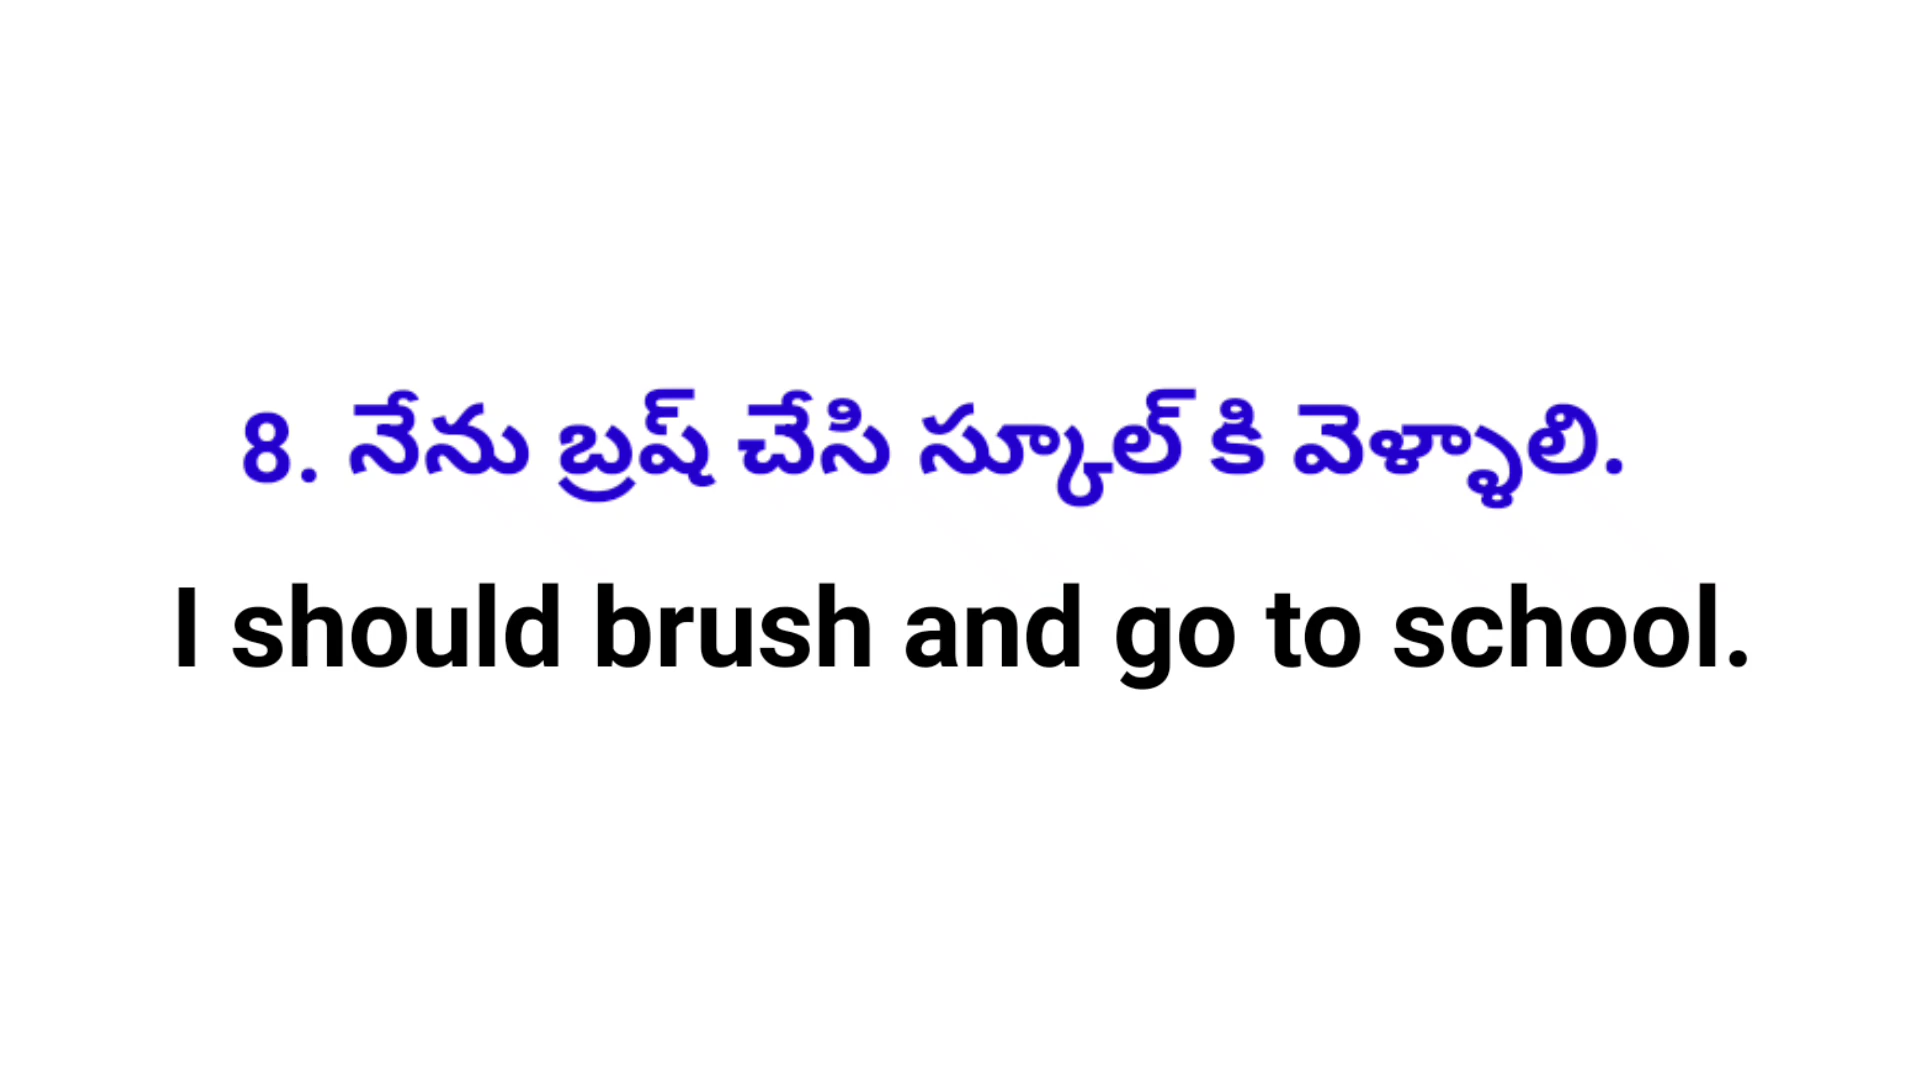 8. నేను బ్రష్ చేసి స్కూల్ కి వెళ్ళాలి.
I should brush and go to school.